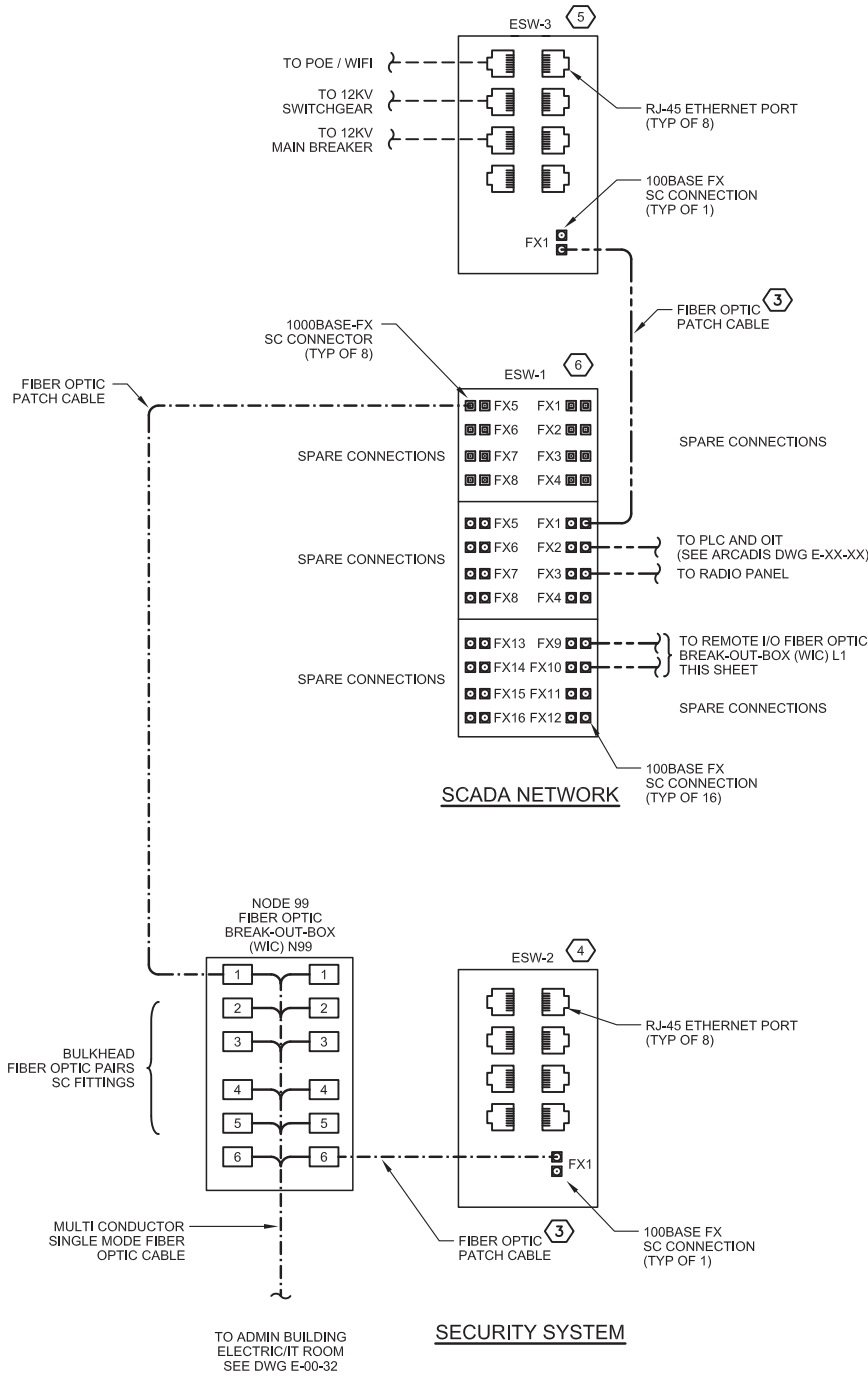 ESW-3
5
TO POE / WIFI
TO 12KV
SWITCHGEAR
TO 12KV
MAIN BREAKER
RJ-45 ETHERNET PORT
(TYP OF 8)
100BASE FX
SC CONNECTION
(TYP OF 1)
FX1
FIBER OPTIC
PATCH CABLE
3
1000BASE-FX
SC CONNECTOR
(TYP OF 8)
FIBER OPTIC
PATCH CABLE
ESW-1
6
FX5 FX1
FX6 FX2
FX7 FX3
FX8 FX4
SPARE CONNECTIONS
SPARE CONNECTIONS
FX5 FX1
FX6 FX2
FX7 FX3
FX8 FX4
SPARE CONNECTIONS
TO PLC AND OIT
(SEE ARCADIS DWG E-XX-XX)
TO RADIO PANEL
FX13 FX9
FX14 FX10
FX15 FX11
FX16 FX12
SPARE CONNECTIONS
TO REMOTE I/O FIBER OPTIC
BREAK-OUT-BOX (WIC) L1
THIS SHEET
SPARE CONNECTIONS
100BASE FX
SC CONNECTION
(TYP OF 16)
SCADA NETWORK
NODE 99
FIBER OPTIC
BREAK-OUT-BOX
(WIC) N99
1 1
2 2
3 3
4 4
5 5
6 6
BULKHEAD
FIBER OPTIC PAIRS
SC FITTINGS
MULTI CONDUCTOR
SINGLE MODE FIBER
OPTIC CABLE
TO ADMIN BUILDING
ELECTRIC/IT ROOM
SEE DWG E-00-32
ESW-2
4
RJ-45 ETHERNET PORT
(TYP OF 8)
FX1
FIBER OPTIC
PATCH CABLE
3
100BASE FX
SC CONNECTION
(TYP OF 1)
SECURITY SYSTEM